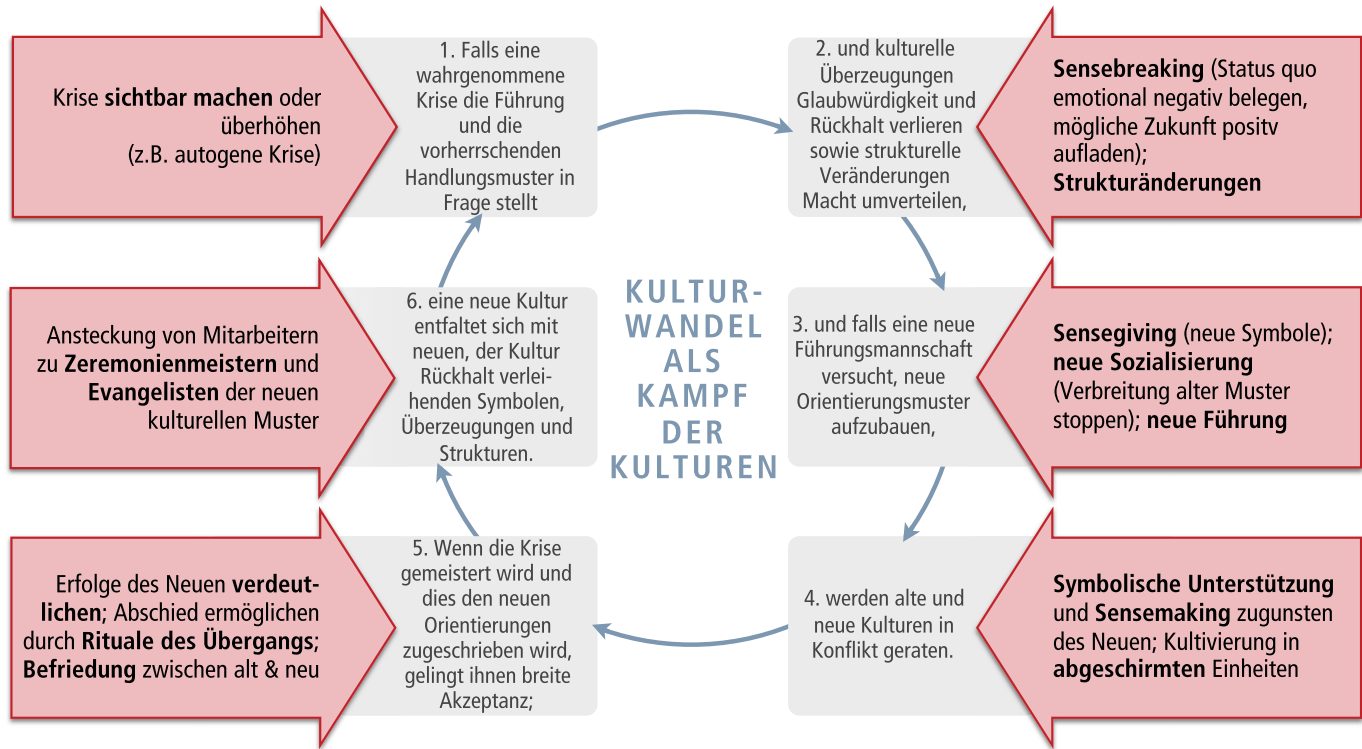 Krise sichtbar machen oder
überhöhen
(z.B. autogene Krise)
1. Falls eine
wahrgenommene
Krise die Führung
und die
vorherrschenden
Handlungsmuster in
Frage stellt
2. und kulturelle
Überzeugungen
Glaubwürdigkeit und
Rückhalt verlieren
sowie strukturelle
Veränderungen
Macht umverteilen,
Sensebreaking (Status quo
emotional negativ belegen,
mögliche Zukunft positv
aufladen);
Strukturänderungen
Ansteckung von Mitarbeitern
zu Zeremonienmeistern und
Evangelisten der neuen
kulturellen Muster
6. eine neue Kultur
entfaltet sich mit
neuen, der Kultur
Rückhalt verlei-
henden Symbolen,
Überzeugungen und
Strukturen.
KULTUR-
WANDEL
ALS
KAMPF
DER
KULTUREN
3. und falls eine neue
Führungsmannschaft
versucht, neue
Orientierungsmuster
aufzubauen,
Sensegiving (neue Symbole);
neue Sozialisierung
(Verbreitung alter Muster
stoppen); neue Führung
Erfolge des Neuen verdeut-
lichen; Abschied ermöglichen
durch Rituale des Übergangs;
Befriedung zwischen alt & neu
5. Wenn die Krise
gemeistert wird und
dies den neuen
Orientierungen
zugeschrieben wird,
gelingt ihnen breite
Akzeptanz;
4. werden alte und
neue Kulturen in
Konflikt geraten.
Symbolische Unterstützung
und Sensemaking zugunsten
des Neuen; Kultivierung in
abgeschirmten Einheiten